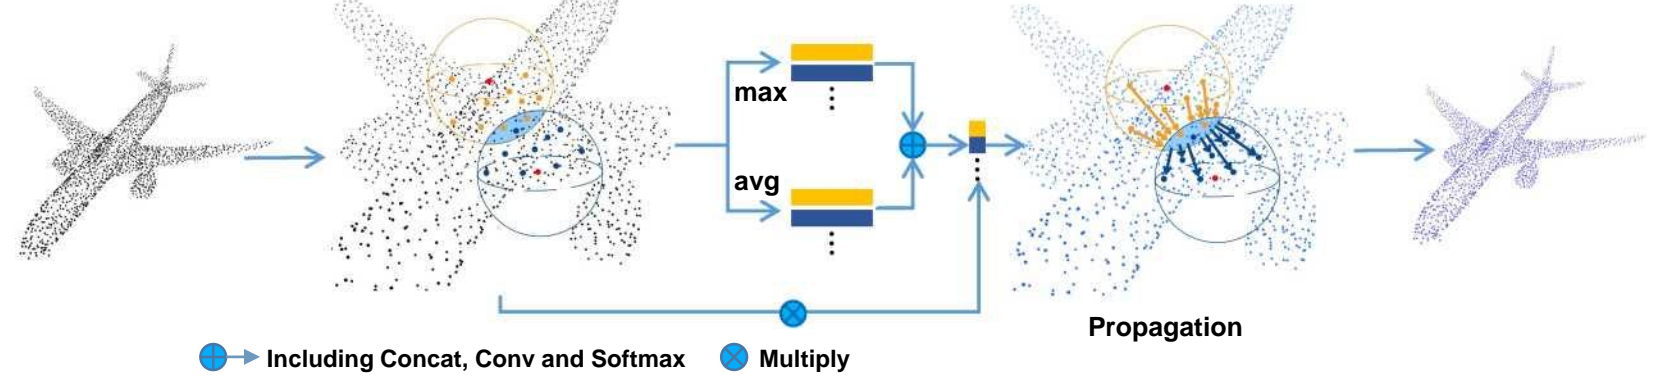 max
avg
Propagation
Including Concat, Conv and Softmax
Multiply